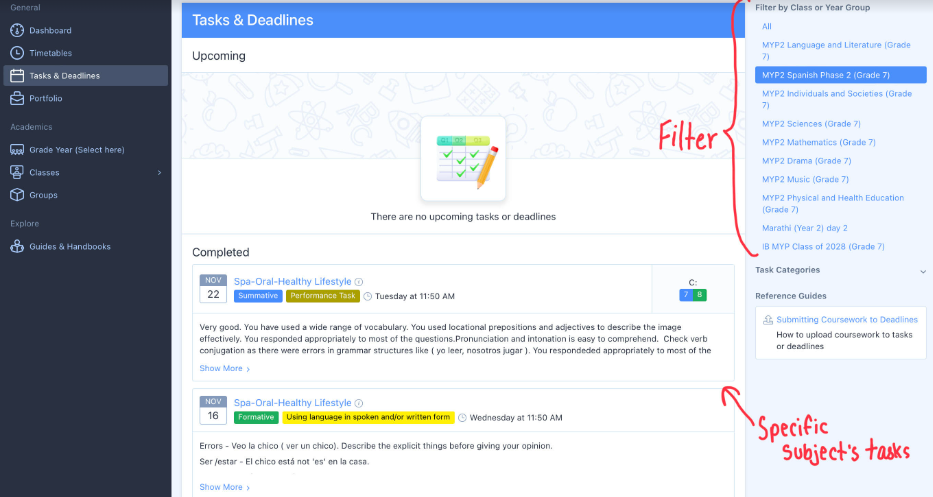 General
Dashboard
Timetables
Tasks & Deadlines
Portfolio
Academics
Grade Year (Select here)
Classes
Groups
Explore
Guides & Handbooks
Tasks & Deadlines
Upcoming
There are no upcoming tasks or deadlines
Completed
NOV
22
Spa-Oral-Healthy Lifestyle
Summative Performance Task Tuesday at 11:50 AM
C:
7 8
Very good. You have used a wide range of vocabulary. You used locational prepositions and adjectives to describe the image
effectively. You responded appropriately to most of the questions.Pronunciation and intonation is easy to comprehend. Check verb
conjugation as there were errors in grammar structures like ( yo leer, nosotros jugar ). You respondeded appropriately to most of the
Show More
NOV
16
Spa-Oral-Healthy Lifestyle
Formative Using language in spoken and/or written form Wednesday at 11:50 AM
Errors - Veo la chico ( ver un chico). Describe the explicit things before giving your opinion.
Ser /estar - El chico está not 'es' en la casa.
Show More
Filter
Filter by Class or Year Group
All
MYP2 Language and Literature (Grade
7)
MYP2 Spanish Phase 2 (Grade 7)
MYP2 Individuals and Societies (Grade
7)
MYP2 Sciences (Grade 7)
MYP2 Mathematics (Grade 7)
MYP2 Drama (Grade 7)
MYP2 Music (Grade 7)
MYP2 Physical and Health Education
(Grade 7)
Marathi (Year 2) day 2
IB MYP Class of 2028 (Grade 7)
Task Categories
Reference Guides
Submitting Coursework to Deadlines
How to upload coursework to tasks
or deadlines
Specific
Subject's tasks